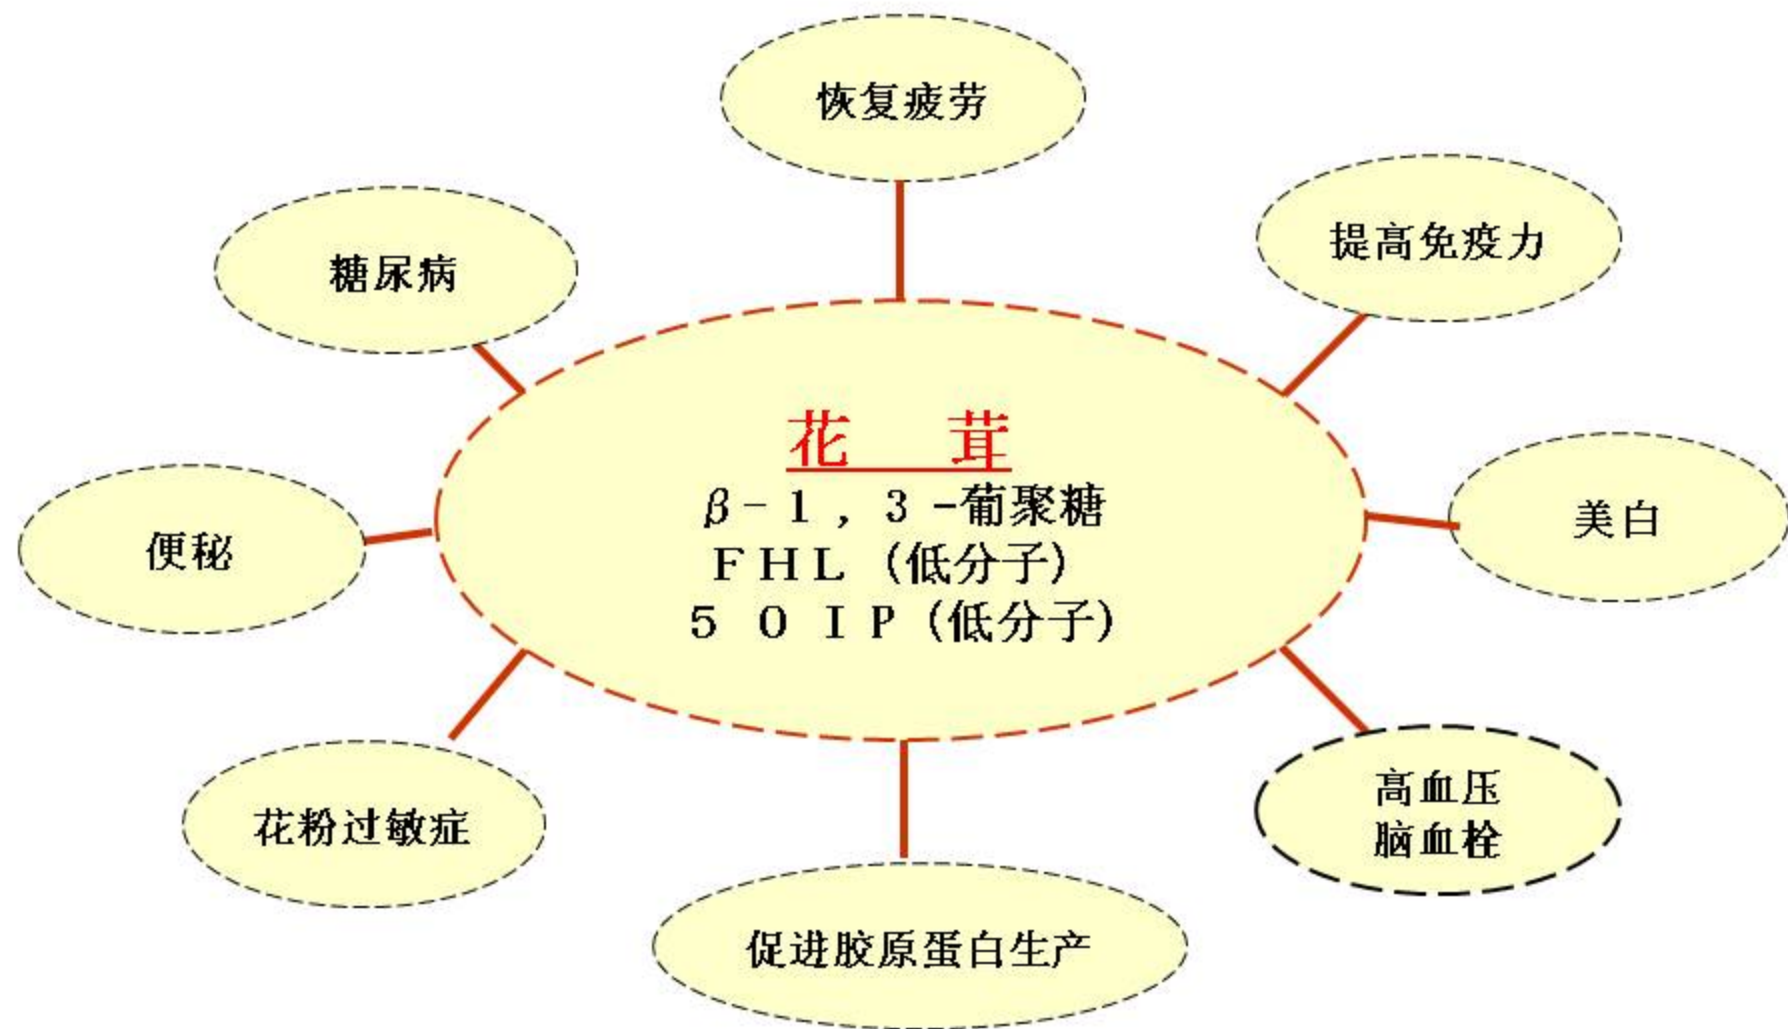 恢复疲劳
提高免疫力
糖尿病
花 茸
β-1，3-葡聚糖
FHL（低分子）
50IP（低分子）
美白
便秘
高血压
脑血栓
花粉过敏症
促进胶原蛋白生产